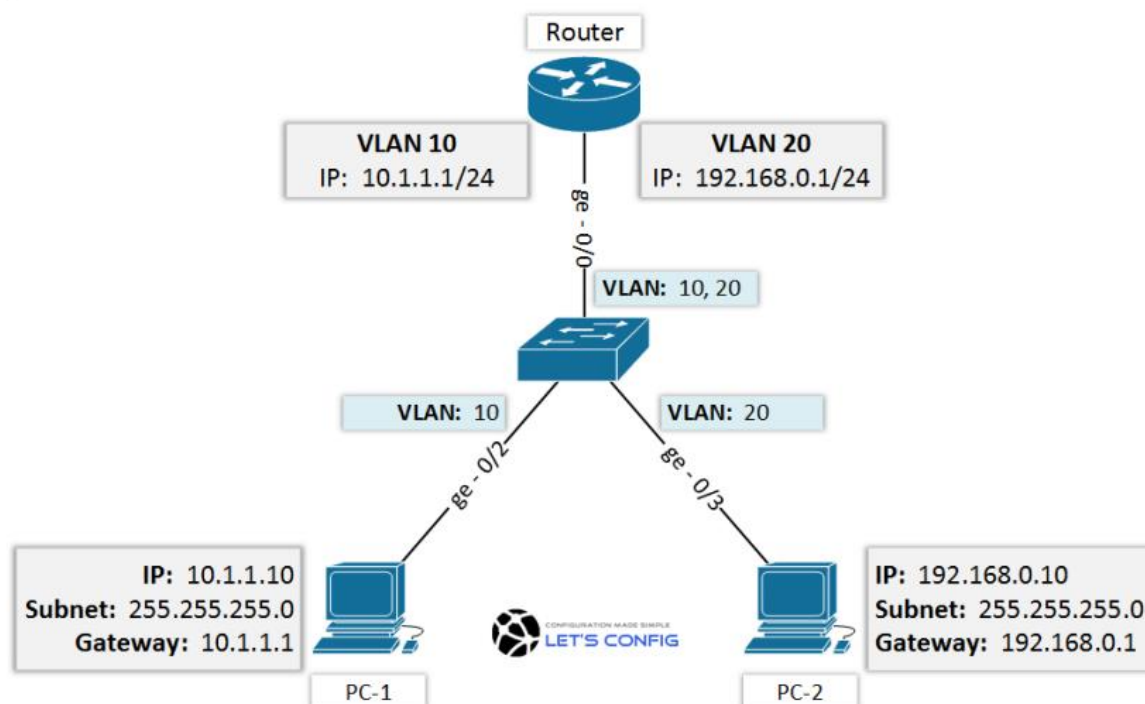 Router
VLAN 10
IP: 10.1.1.1/24
VLAN 20
IP: 192.168.0.1/24
ge - 0/0
VLAN: 10, 20
VLAN: 10
VLAN: 20
ge - 0/2
ge - 0/3
IP: 10.1.1.10
Subnet: 255.255.255.0
Gateway: 10.1.1.1
PC-1
CONFIGURATION MADE SIMPLE
LET'S CONFIG
IP: 192.168.0.10
Subnet: 255.255.255.0
Gateway: 192.168.0.1
PC-2